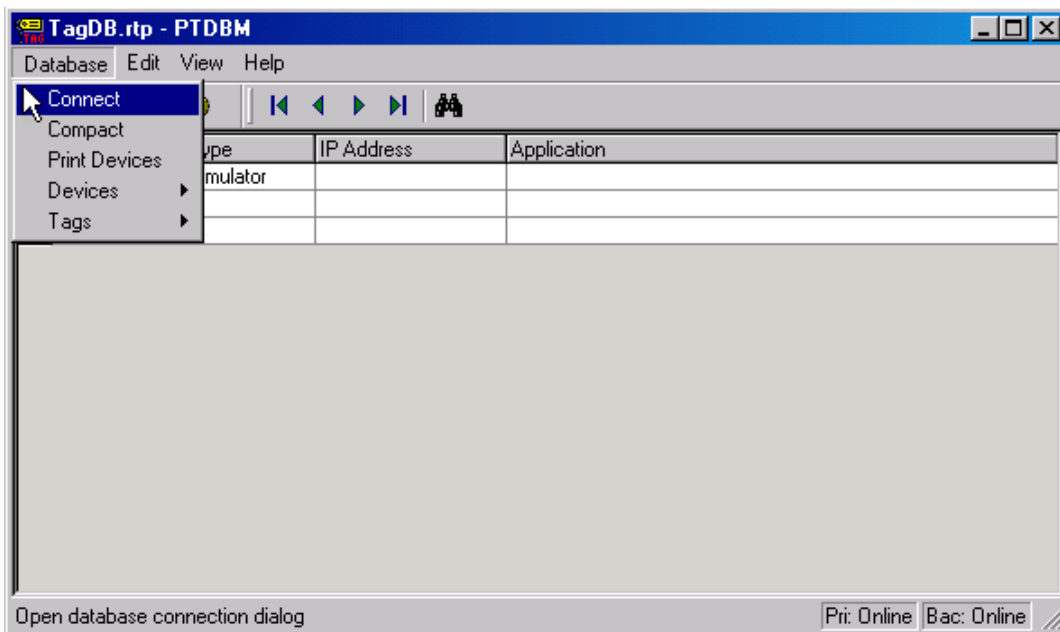 TagDB.rtp - PTDBM
Database Edit View Help
Connect
Compact
Print Devices
Devices
Tags
ype IP Address Application
mulator
Open database connection dialog
Pri: Online Bac: Online
TAG